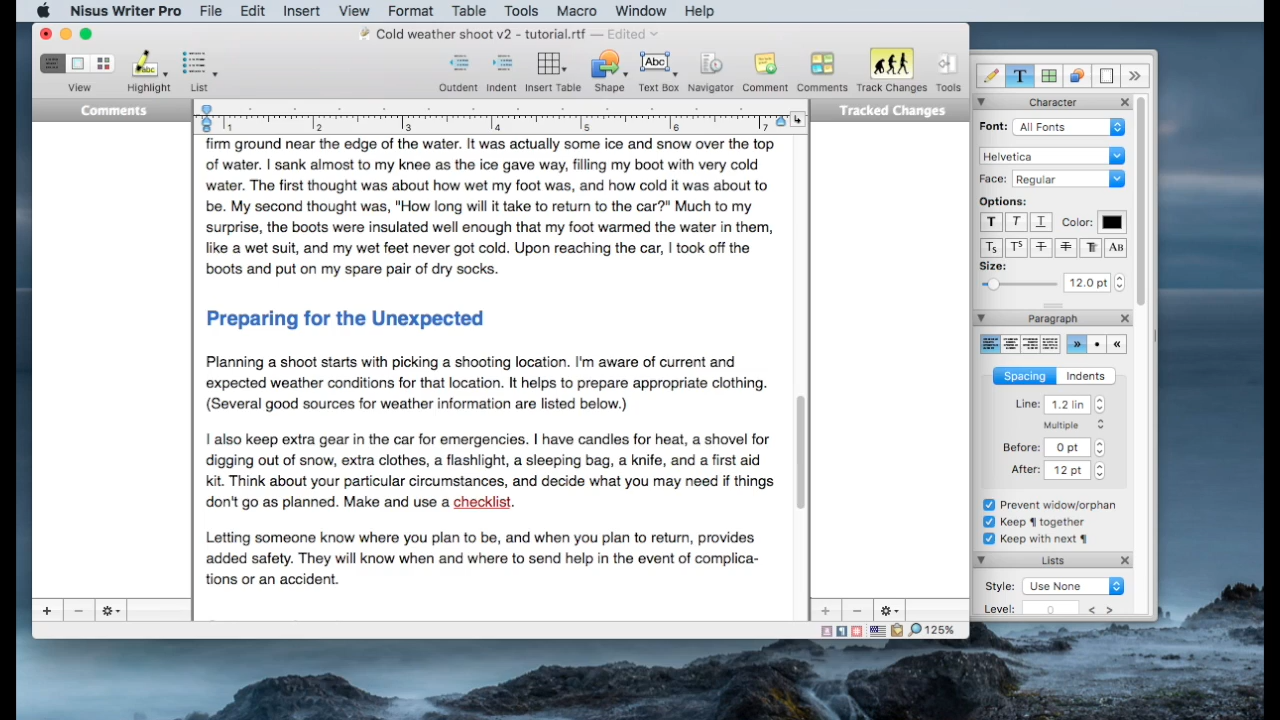 Nisus Writer Pro File Edit Insert View Format Table Tools Macro Window Help
Cold weather shoot v2 - tutorial.rtf — Edited
abc Abc
View Highlight List Outdent Indent Insert Table Shape Text Box Navigator Comment Comments Track Changes Tools
Comments
Tracked Changes
1 2 3 4 5 6 7
firm ground near the edge of the water. It was actually some ice and snow over the top
of water. I sank almost to my knee as the ice gave way, filling my boot with very cold
water. The first thought was about how wet my foot was, and how cold it was about to
be. My second thought was, "How long will it take to return to the car?" Much to my
surprise, the boots were insulated well enough that my foot warmed the water in them,
like a wet suit, and my wet feet never got cold. Upon reaching the car, I took off the
boots and put on my spare pair of dry socks.
Preparing for the Unexpected
Planning a shoot starts with picking a shooting location. I'm aware of current and
expected weather conditions for that location. It helps to prepare appropriate clothing.
(Several good sources for weather information are listed below.)
I also keep extra gear in the car for emergencies. I have candles for heat, a shovel for
digging out of snow, extra clothes, a flashlight, a sleeping bag, a knife, and a first aid
kit. Think about your particular circumstances, and decide what you may need if things
don't go as planned. Make and use a checklist.
Letting someone know where you plan to be, and when you plan to return, provides
added safety. They will know when and where to send help in the event of complica-
tions or an accident.
125%
T
Character
Font: All Fonts
Helvetica
Face: Regular
Options:
T T T Color:
Ts Ts T T T AB
Size:
12.0 pt
Paragraph
Spacing Indents
Line: 1.2 lin
Multiple
Before: 0 pt
After: 12 pt
Prevent widow/orphan
Keep ¶ together
Keep with next ¶
Lists
Style: Use None
Level: 0 < >